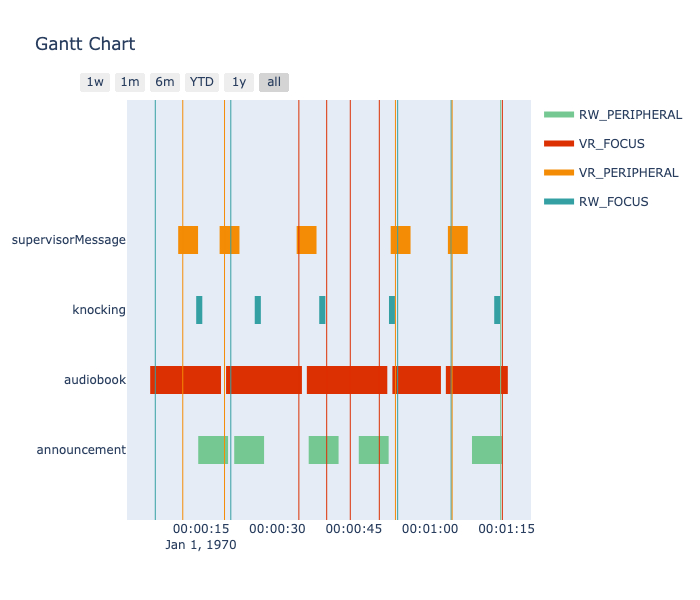 Gantt Chart
1w 1m 6m YTD 1y all
RW_PERIPHERAL
VR_FOCUS
VR_PERIPHERAL
RW_FOCUS
supervisorMessage
knocking
audiobook
announcement
00:00:15 00:00:30 00:00:45 00:01:00 00:01:15
Jan 1, 1970